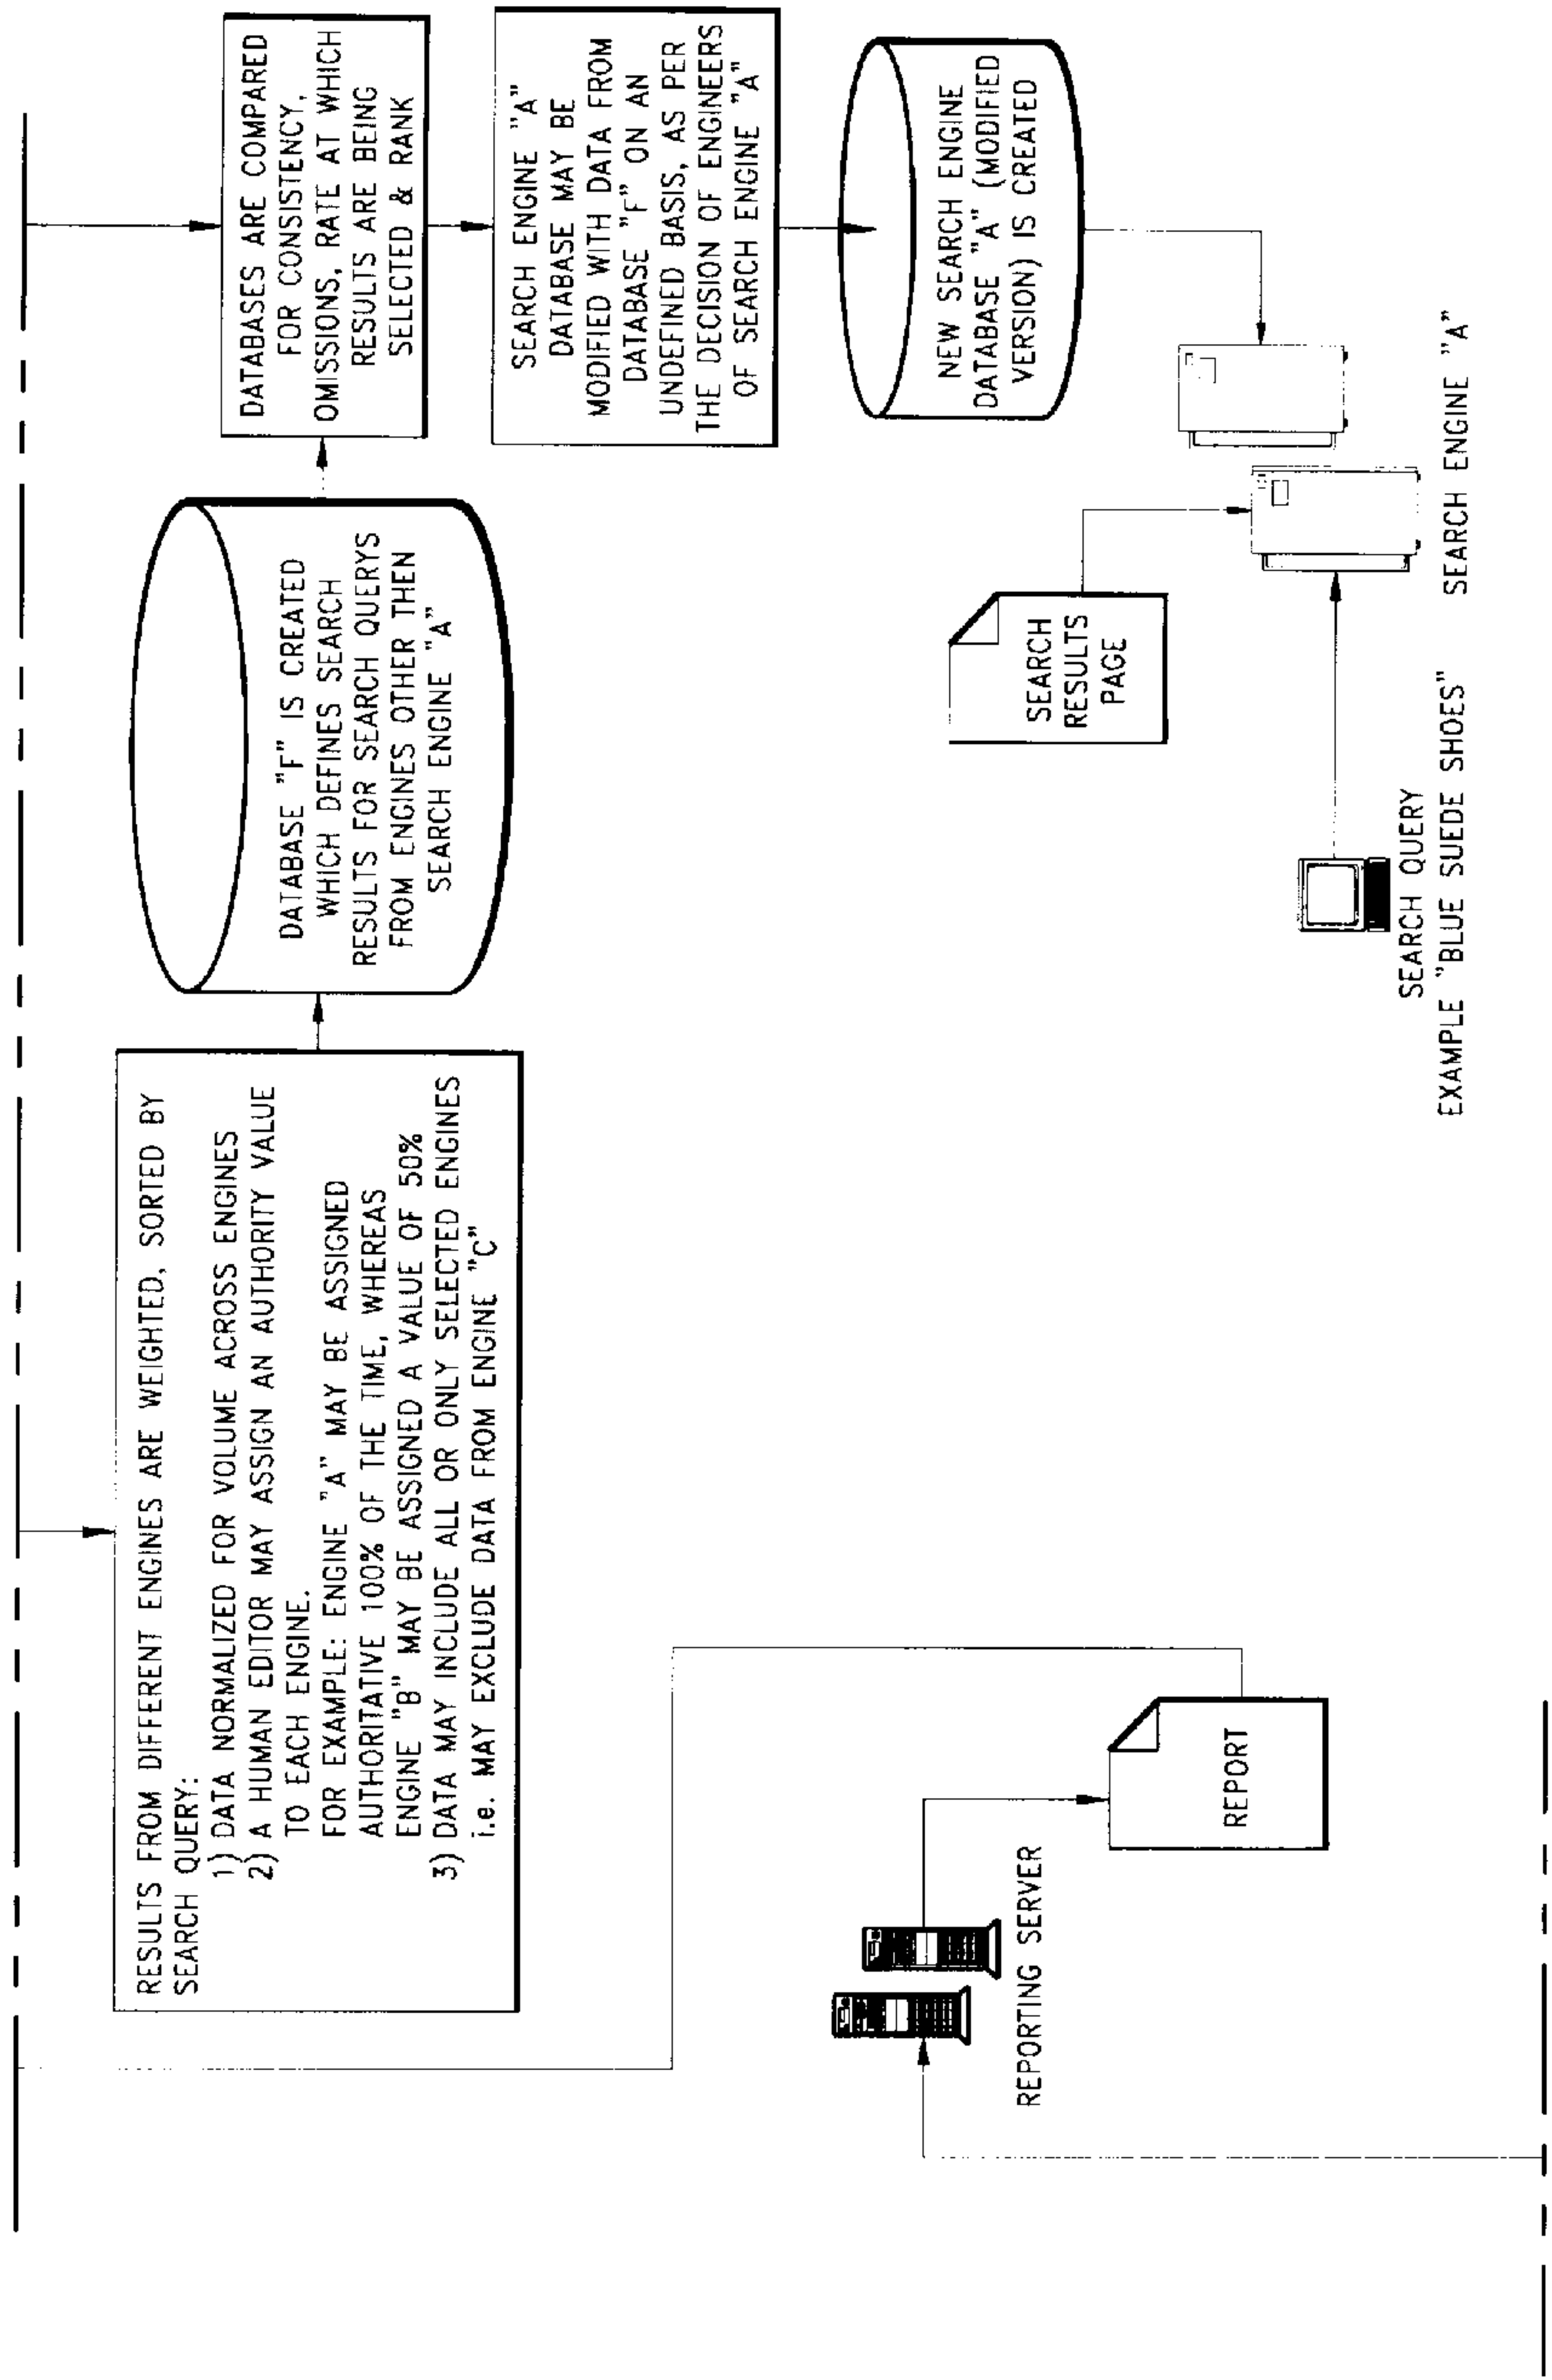 RESULTS FROM DIFFERENT ENGINES ARE WEIGHTED, SORTED BY
SEARCH QUERY:
1) DATA NORMALIZED FOR VOLUME ACROSS ENGINES
2) A HUMAN EDITOR MAY ASSIGN AN AUTHORITY VALUE
TO EACH ENGINE.
FOR EXAMPLE: ENGINE "A" MAY BE ASSIGNED
AUTHORITATIVE 100% OF THE TIME, WHEREAS
ENGINE "B" MAY BE ASSIGNED A VALUE OF 50%
3) DATA MAY INCLUDE ALL OR ONLY SELECTED ENGINES
i.e. MAY EXCLUDE DATA FROM ENGINE "C"
DATABASE "F" IS CREATED
WHICH DEFINES SEARCH
RESULTS FOR SEARCH QUERYS
FROM ENGINES OTHER THEN
SEARCH ENGINE "A"
DATABASES ARE COMPARED
FOR CONSISTENCY,
OMISSIONS, RATE AT WHICH
RESULTS ARE BEING
SELECTED & RANK
SEARCH ENGINE "A"
DATABASE MAY BE
MODIFIED WITH DATA FROM
DATABASE "F" ON AN
UNDEFINED BASIS, AS PER
THE DECISION OF ENGINEERS
OF SEARCH ENGINE "A"
NEW SEARCH ENGINE
DATABASE "A" (MODIFIED
VERSION) IS CREATED
REPORTING SERVER
REPORT
SEARCH
RESULTS
PAGE
SEARCH QUERY
EXAMPLE "BLUE SUEDE SHOES"
SEARCH ENGINE "A"